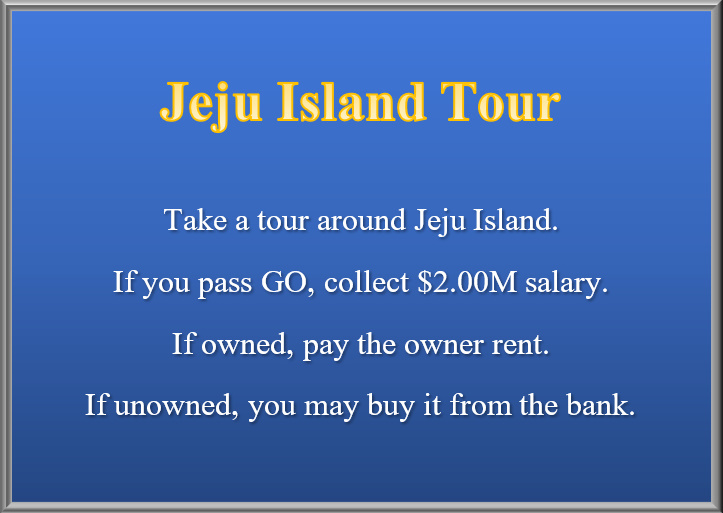 Jeju Island Tour
Take a tour around Jeju Island.
If you pass GO, collect $2.00M salary.
If owned, pay the owner rent.
If unowned, you may buy it from the bank.